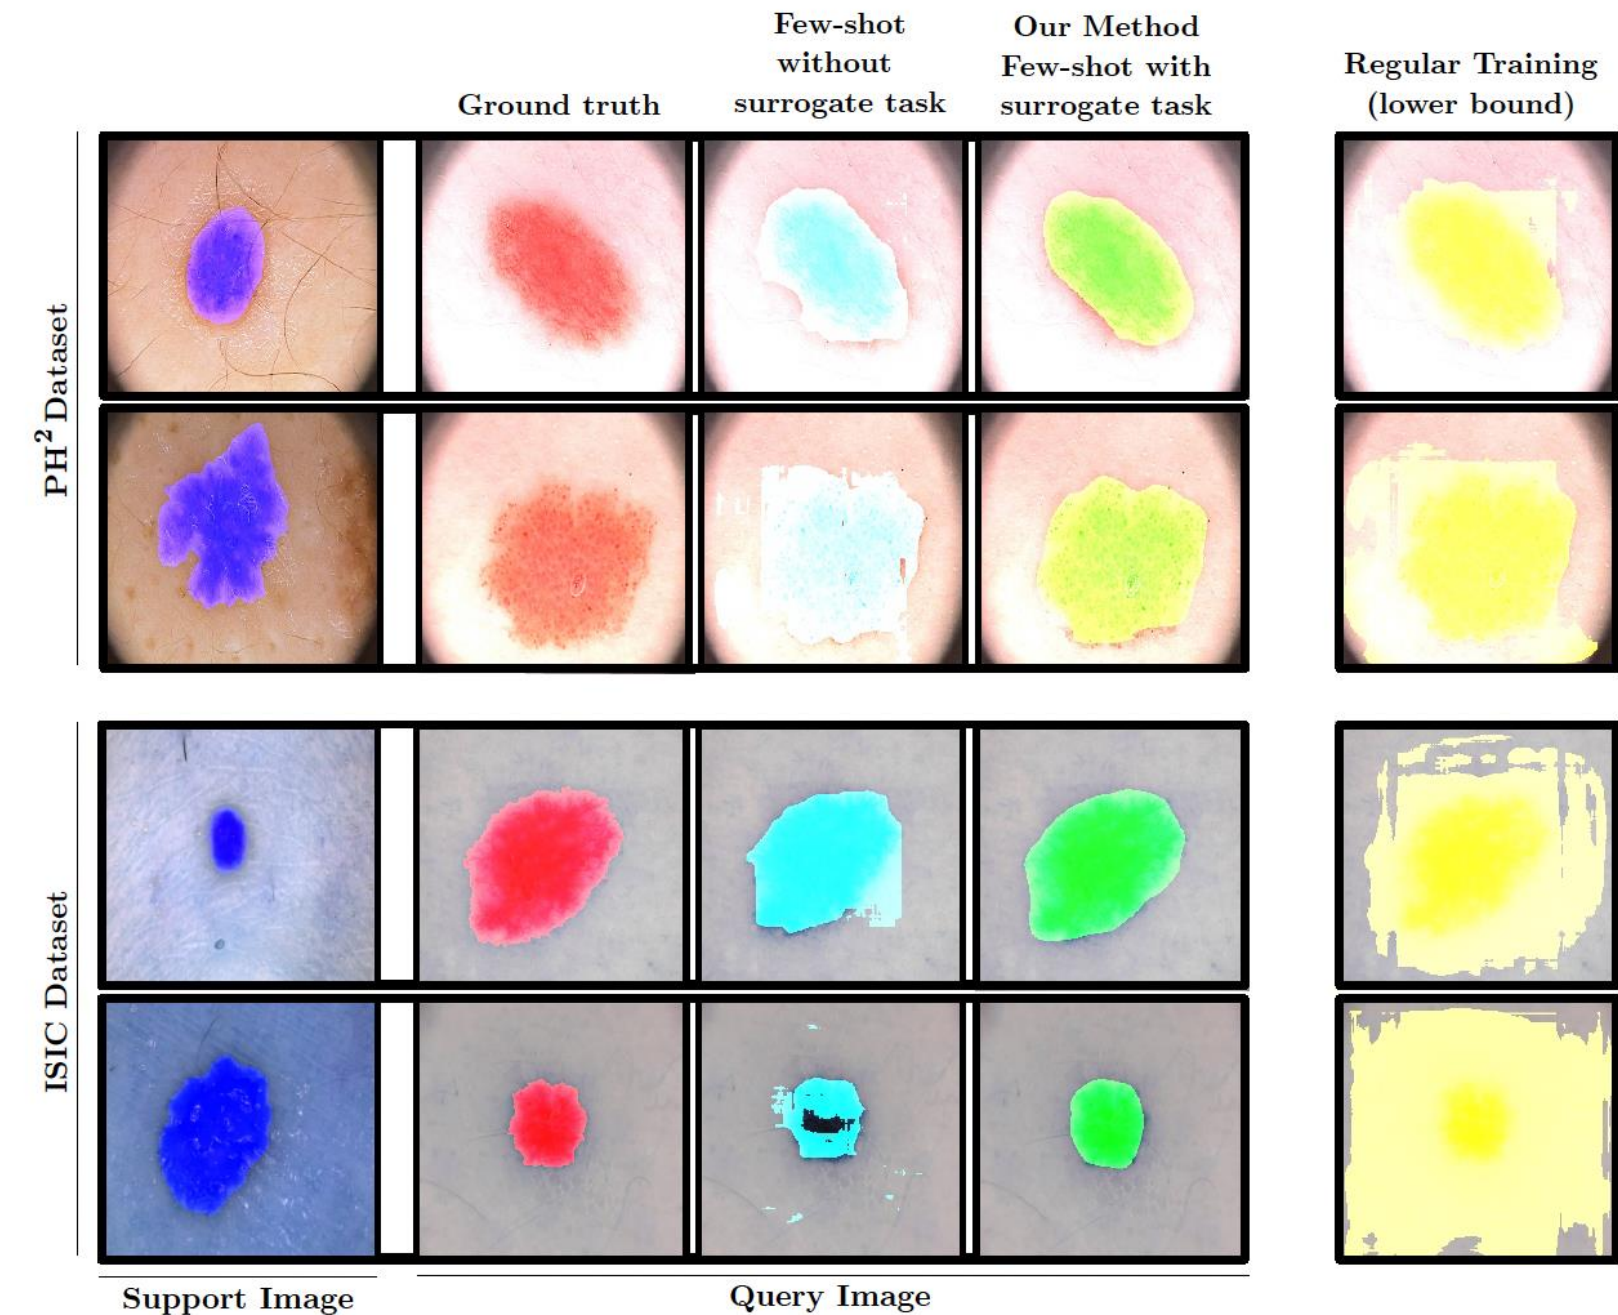 Few-shot
without
surrogate task
Our Method
Few-shot with
surrogate task
Regular Training
(lower bound)
Ground truth
PH² Dataset
ISIC Dataset
Support Image
Query Image